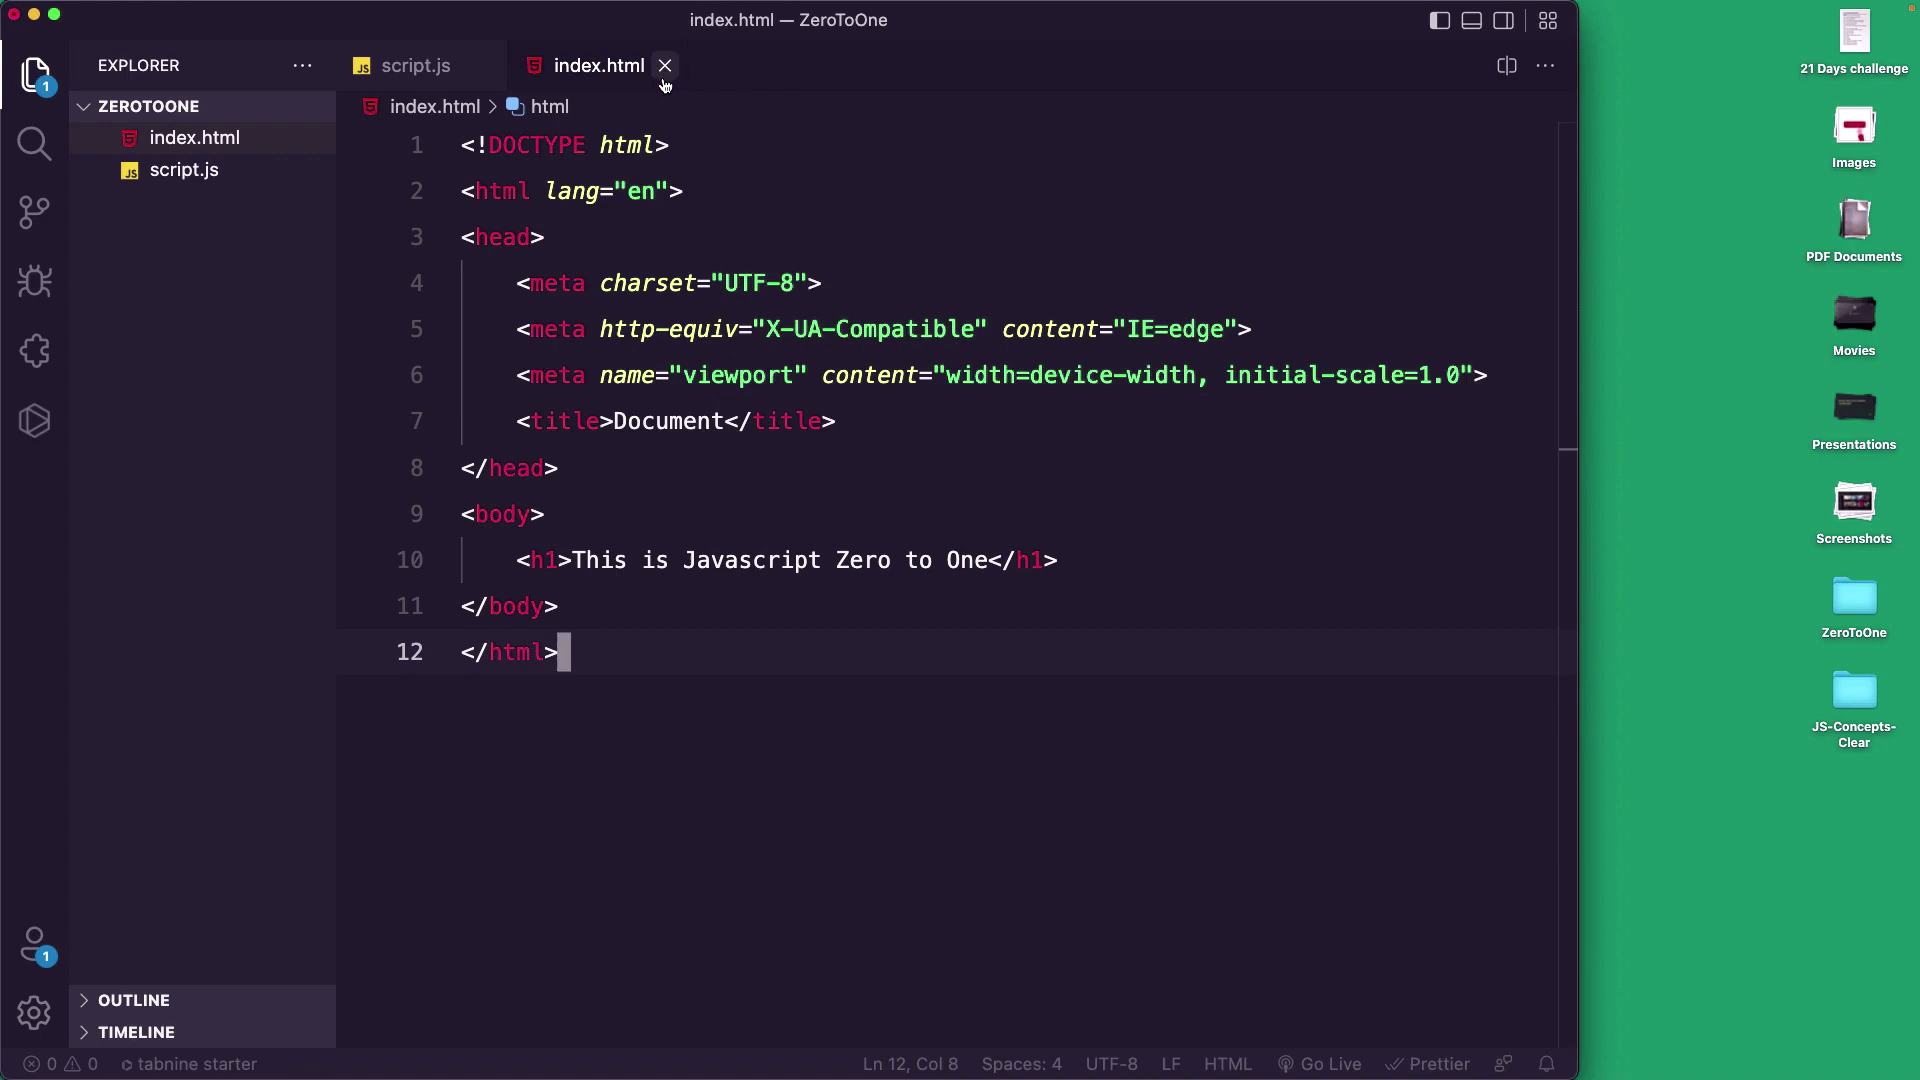 index.html — ZeroToOne
EXPLORER
script.js
index.html
ZEROTOONE
index.html
script.js
index.html > html
1 <!DOCTYPE html>
2 <html lang="en">
3 <head>
4 <meta charset="UTF-8">
5 <meta http-equiv="X-UA-Compatible" content="IE=edge">
6 <meta name="viewport" content="width=device-width, initial-scale=1.0">
7 <title>Document</title>
8 </head>
9 <body>
10 <h1>This is Javascript Zero to One</h1>
11 </body>
12 </html>
1
1
OUTLINE
TIMELINE
0 0 tabnine starter
Ln 12, Col 8 Spaces: 4 UTF-8 LF HTML Go Live Prettier
21 Days challenge
Images
PDF Documents
Movies
Presentations
Screenshots
ZeroToOne
JS-Concepts-
Clear